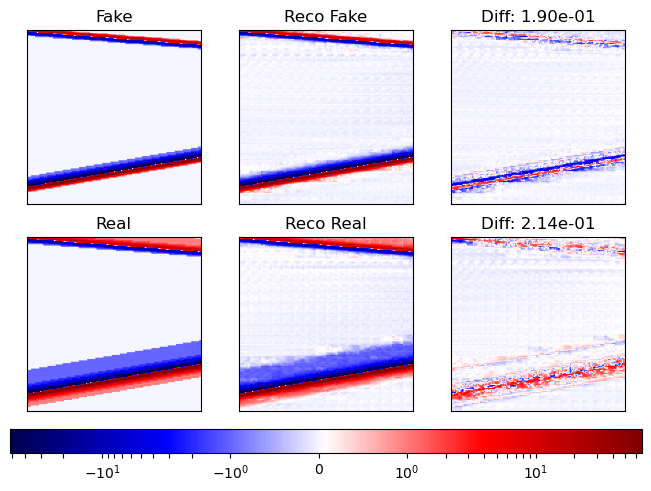 Fake Reco Fake Diff: 1.90e-01
Real Reco Real Diff: 2.14e-01
−10¹ −10⁰ 0 10⁰ 10¹